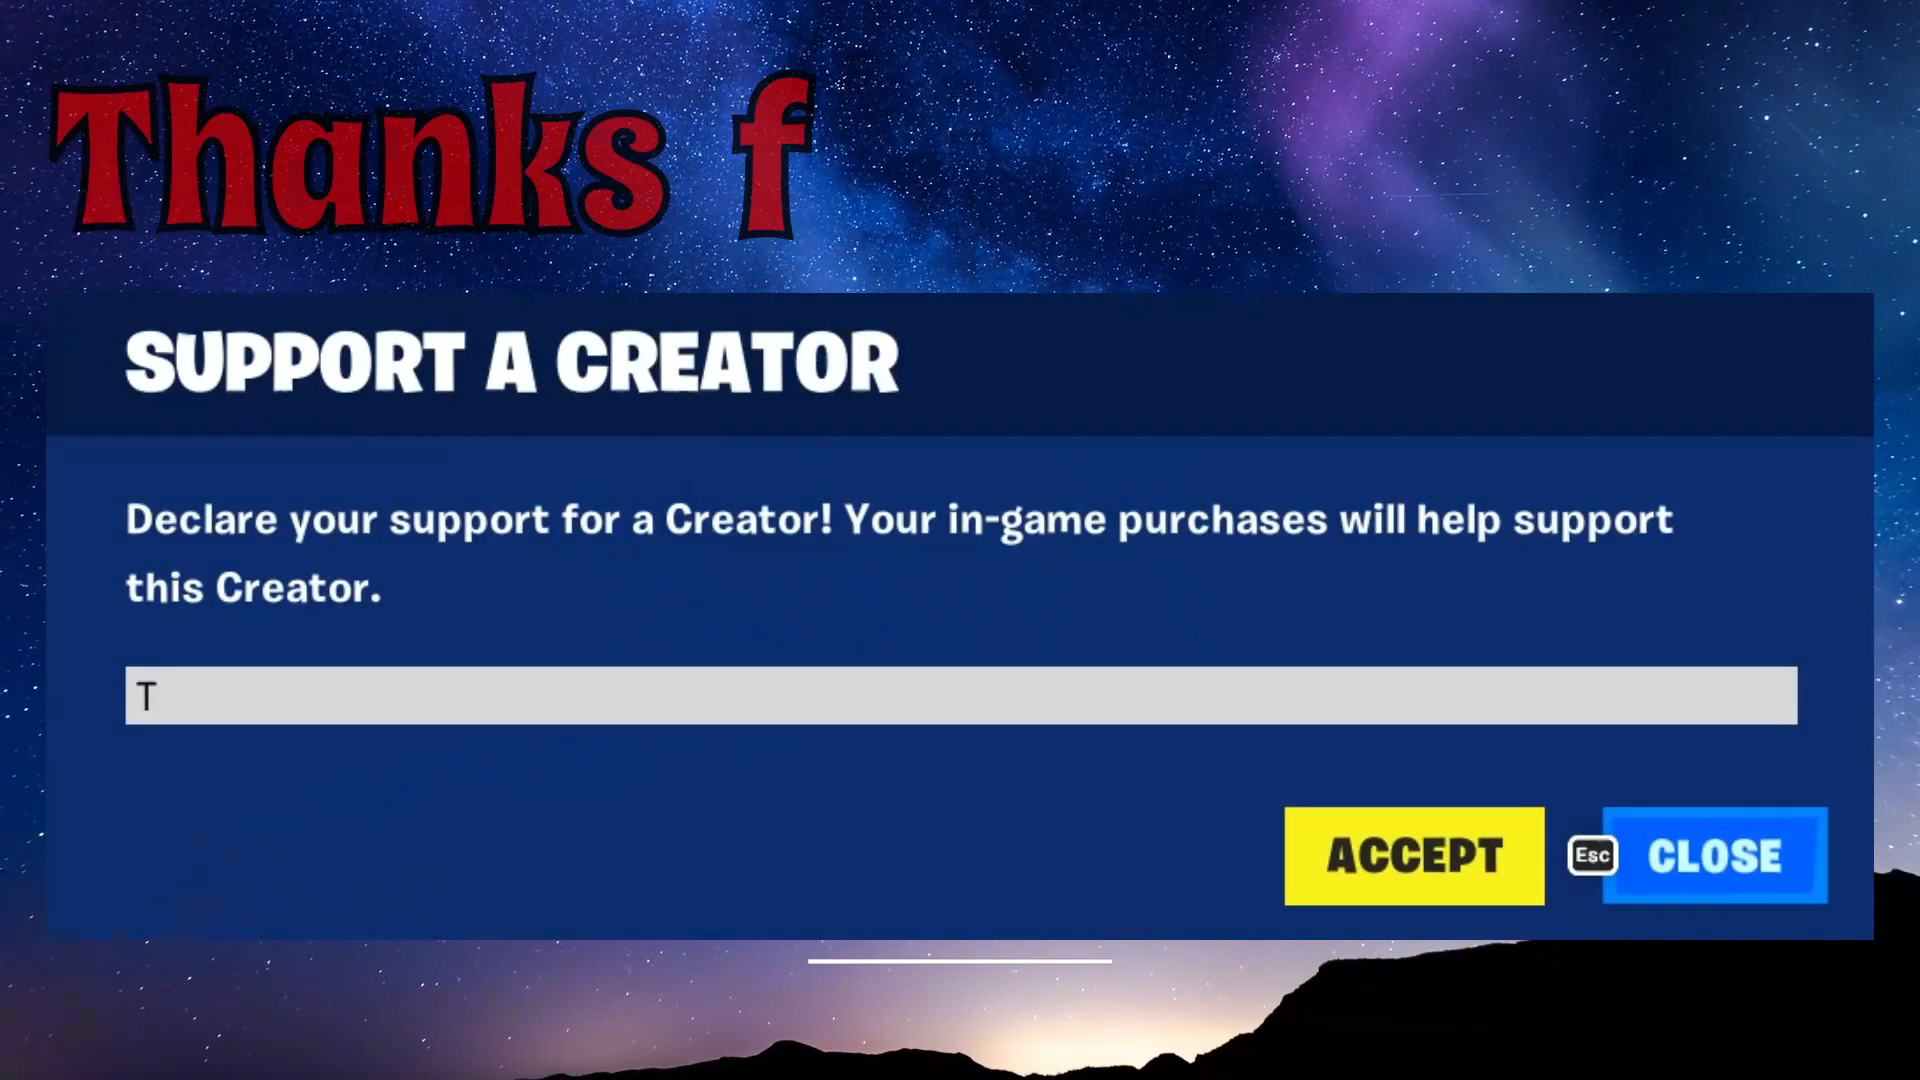 Thanks f
SUPPORT A CREATOR
Declare your support for a Creator! Your in-game purchases will help support
this Creator.
T
ACCEPT
Esc
CLOSE